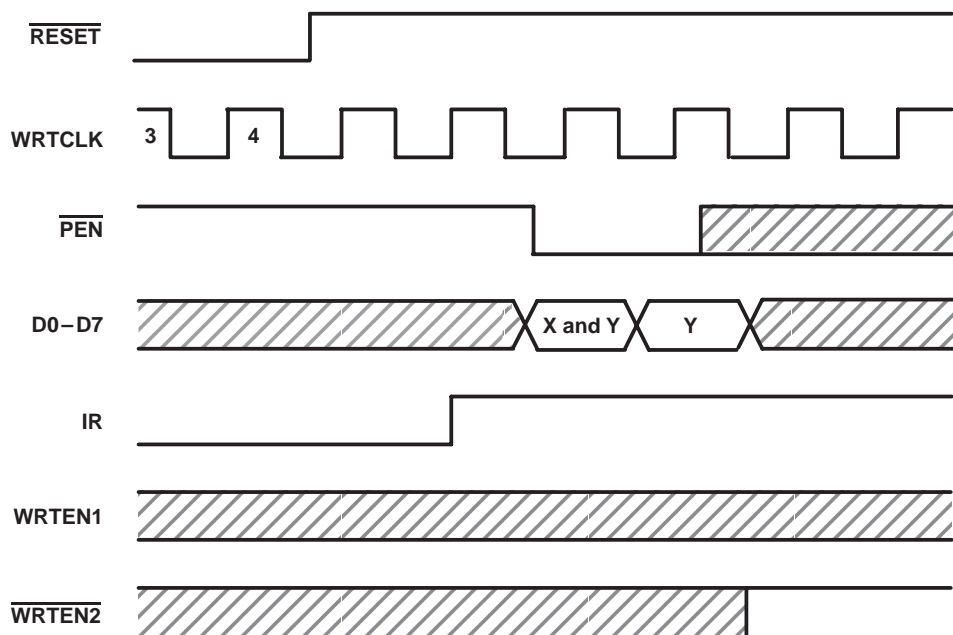 RESET
WRTCLK
3
4
PEN
D0–D7
X and Y
Y
IR
WRTEN1
WRTEN2